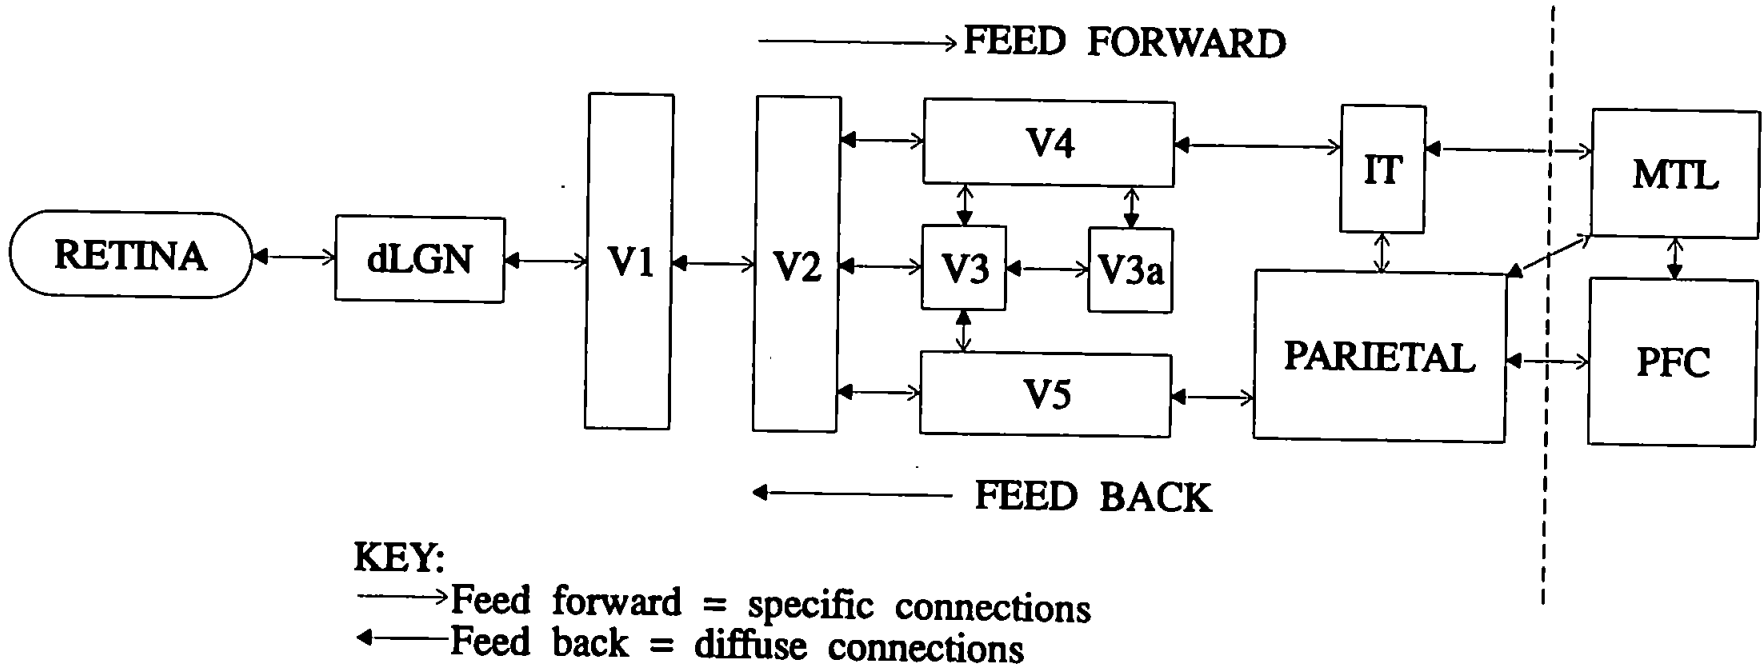 FEED FORWARD
V4
IT
MTL
RETINA
dLGN
V1
V2
V3
V3a
PARIETAL
PFC
V5
FEED BACK
KEY:
Feed forward = specific connections
Feed back = diffuse connections